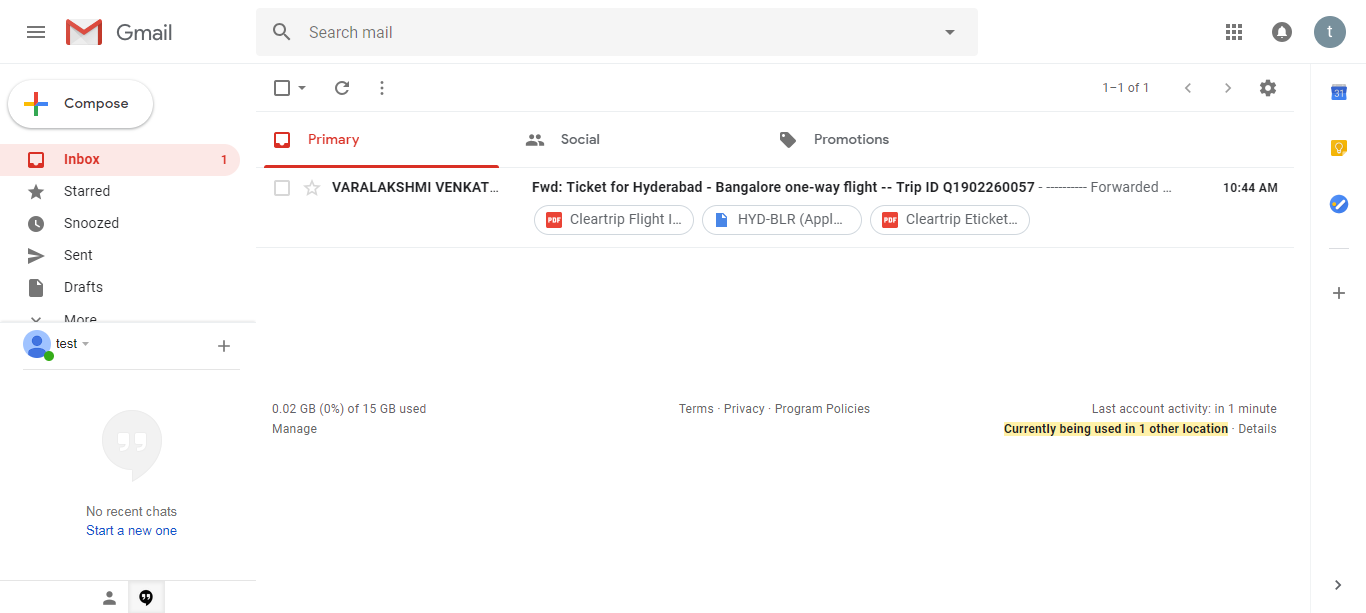 Gmail
Search mail
t
Compose
1–1 of 1
31
Primary
Social
Promotions
Inbox
1
VARALAKSHMI VENKAT…
Fwd: Ticket for Hyderabad - Bangalore one-way flight -- Trip ID Q1902260057 - ---------- Forwarded …
10:44 AM
PDF Cleartrip Flight I…
HYD-BLR (Appl…
PDF Cleartrip Eticket…
Starred
Snoozed
Sent
Drafts
More
test
0.02 GB (0%) of 15 GB used
Manage
Terms · Privacy · Program Policies
Last account activity: in 1 minute
Currently being used in 1 other location · Details
No recent chats
Start a new one